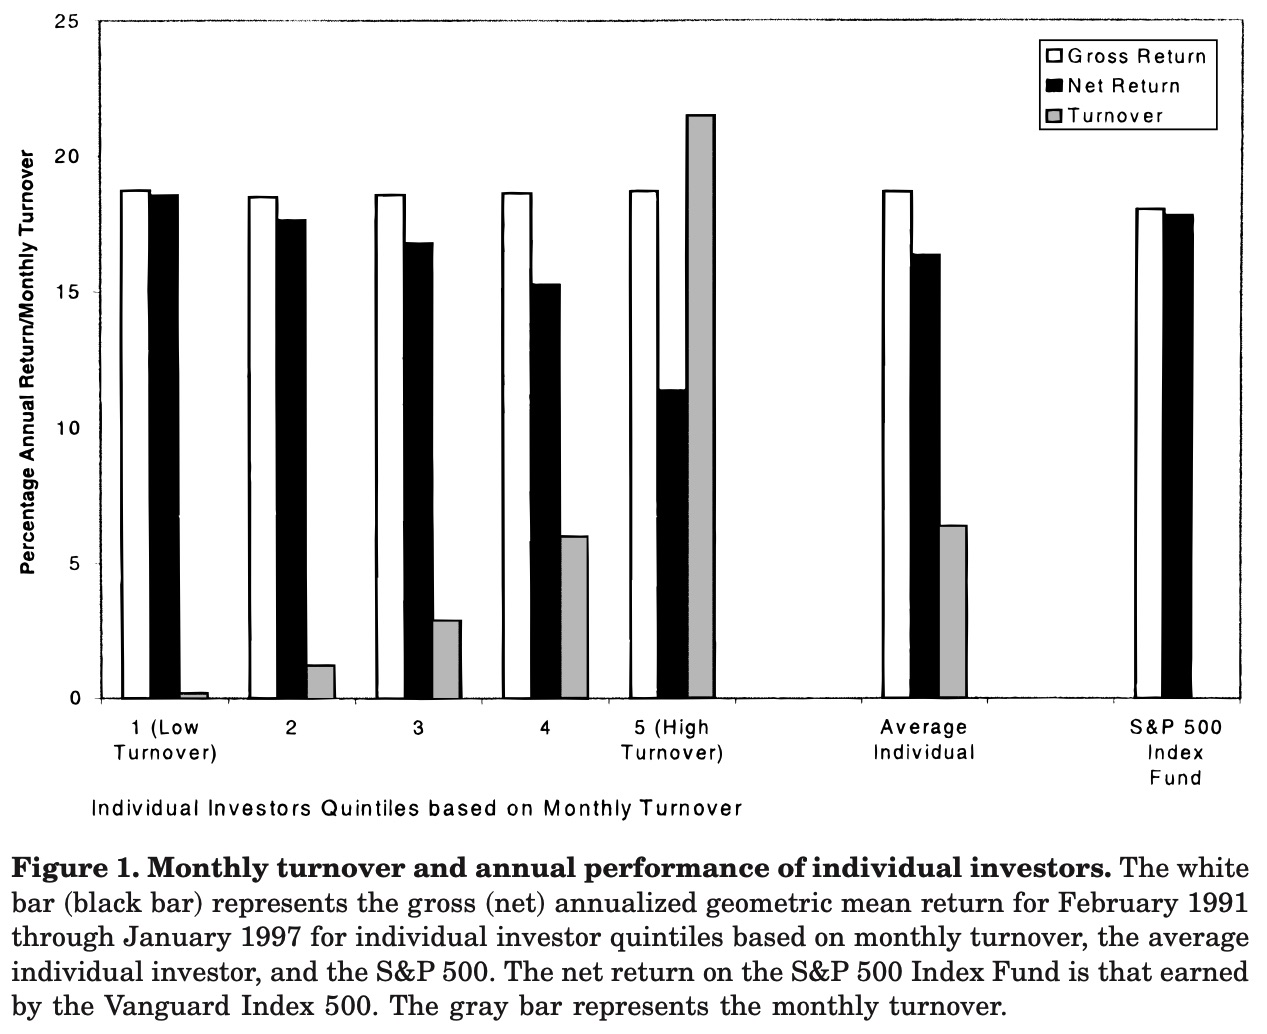 25
20
15
10
5
0
Percentage Annual Return/Monthly Turnover
Gross Return
Net Return
Turnover
1 (Low
Turnover)
2
3
4
5 (High
Turnover)
Average
Individual
S&P 500
Index
Fund
Individual Investors Quintiles based on Monthly Turnover
Figure 1. Monthly turnover and annual performance of individual investors. The white
bar (black bar) represents the gross (net) annualized geometric mean return for February 1991
through January 1997 for individual investor quintiles based on monthly turnover, the average
individual investor, and the S&P 500. The net return on the S&P 500 Index Fund is that earned
by the Vanguard Index 500. The gray bar represents the monthly turnover.